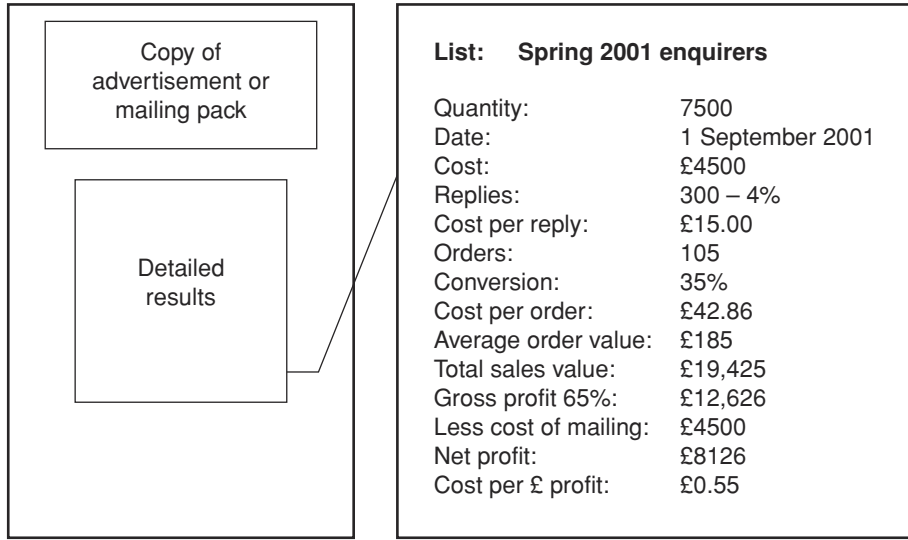 Copy of
advertisement or
mailing pack
Detailed
results
List: Spring 2001 enquirers
Quantity: 7500
Date: 1 September 2001
Cost: £4500
Replies: 300 – 4%
Cost per reply: £15.00
Orders: 105
Conversion: 35%
Cost per order: £42.86
Average order value: £185
Total sales value: £19,425
Gross profit 65%: £12,626
Less cost of mailing: £4500
Net profit: £8126
Cost per £ profit: £0.55